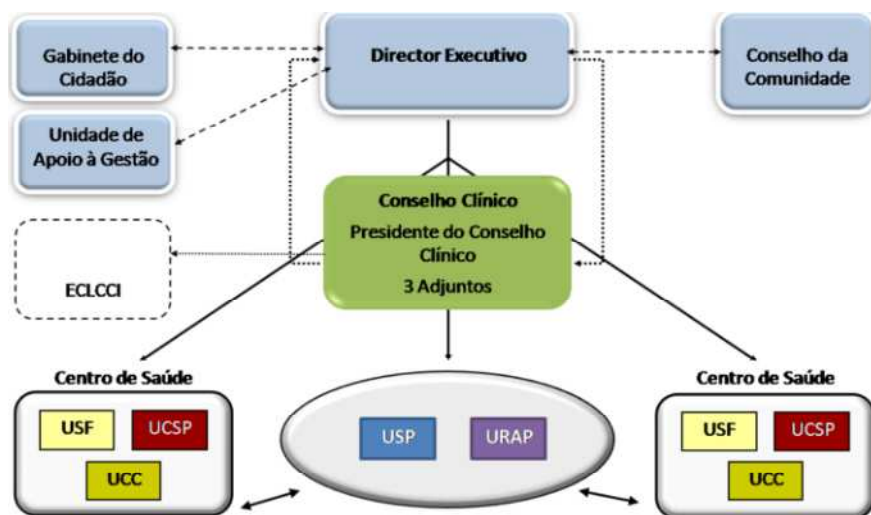 Gabinete do
Cidadão
Director Executivo
Conselho da
Comunidade
Unidade de
Apoio à Gestão
Conselho Clínico
Presidente do Conselho
Clínico
3 Adjuntos
ECLCCI
Centro de Saúde
USF
UCSP
UCC
USP
URAP
Centro de Saúde
USF
UCSP
UCC